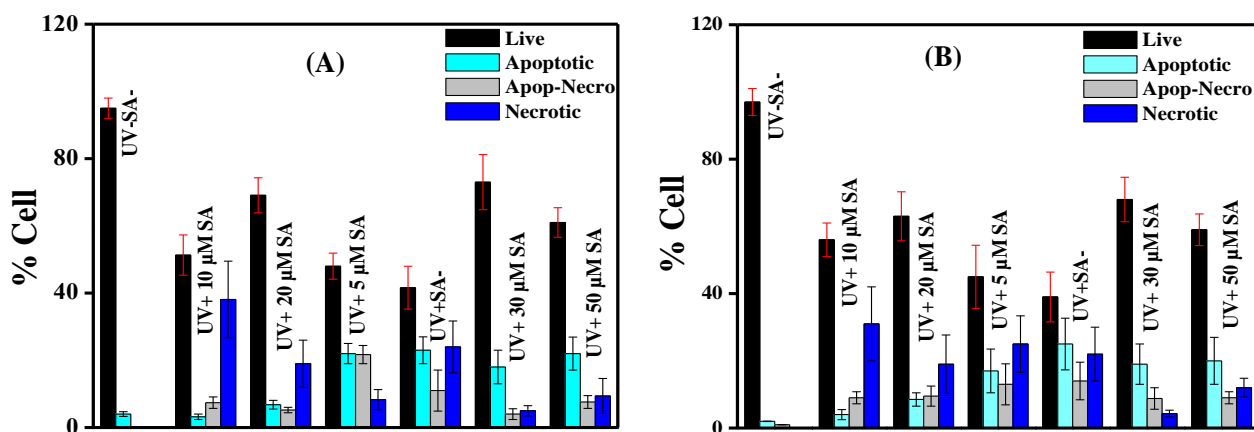 120
80
40
0
% Cell
(A)
Live
Apoptotic
Apop-Necro
Necrotic
UV-SA-
UV+ 10 µM SA
UV+ 20 µM SA
UV+ 5 µM SA
UV+SA-
UV+ 30 µM SA
UV+ 50 µM SA
120
80
40
0
% Cell
(B)
Live
Apoptotic
Apop-Necro
Necrotic
UV-SA-
UV+ 10 µM SA
UV+ 20 µM SA
UV+ 5 µM SA
UV+SA-
UV+ 30 µM SA
UV+ 50 µM SA